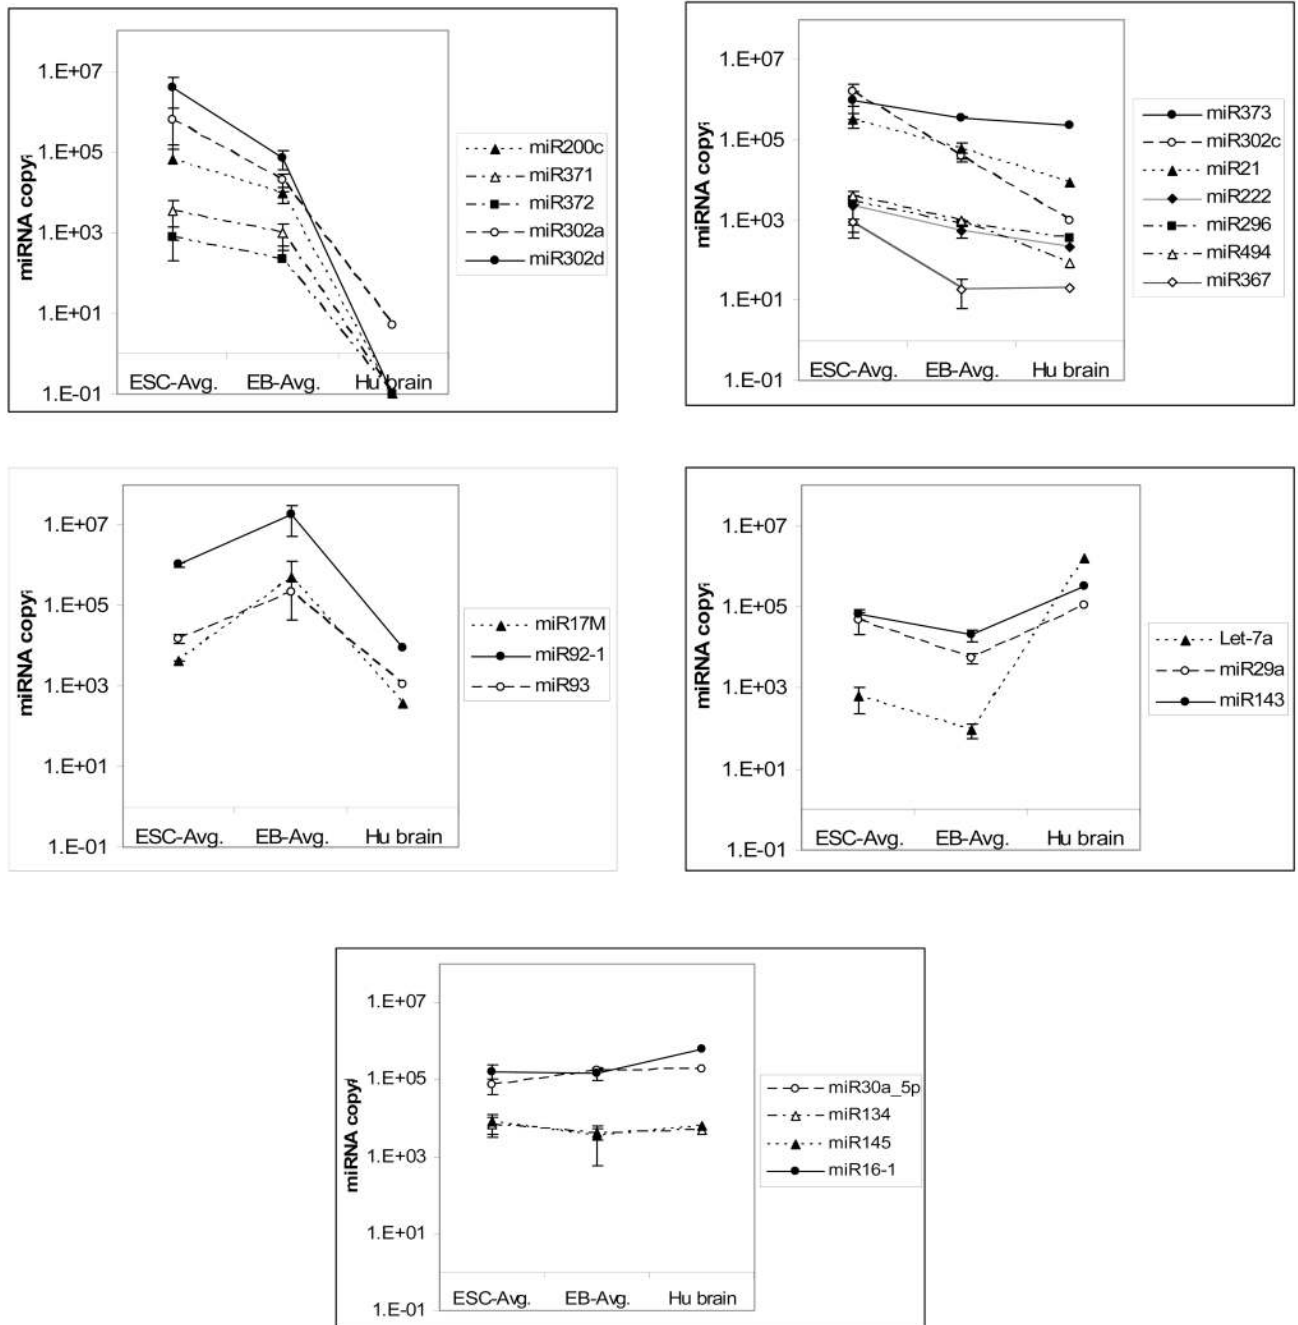 miRNA copy
1.E+07
1.E+05
1.E+03
1.E+01
1.E-01
ESC-Avg. EB-Avg. Hu brain
miR200c
miR371
miR372
miR302a
miR302d
miRNA copy
1.E+07
1.E+05
1.E+03
1.E+01
1.E-01
ESC-Avg. EB-Avg. Hu brain
miR373
miR302c
miR21
miR222
miR296
miR494
miR367
miRNA copy
1.E+07
1.E+05
1.E+03
1.E+01
1.E-01
ESC-Avg. EB-Avg. Hu brain
miR17M
miR92-1
miR93
miRNA copy
1.E+07
1.E+05
1.E+03
1.E+01
1.E-01
ESC-Avg. EB-Avg. Hu brain
Let-7a
miR29a
miR143
miRNA copy
1.E+07
1.E+05
1.E+03
1.E+01
1.E-01
ESC-Avg. EB-Avg. Hu brain
miR30a_5p
miR134
miR145
miR16-1